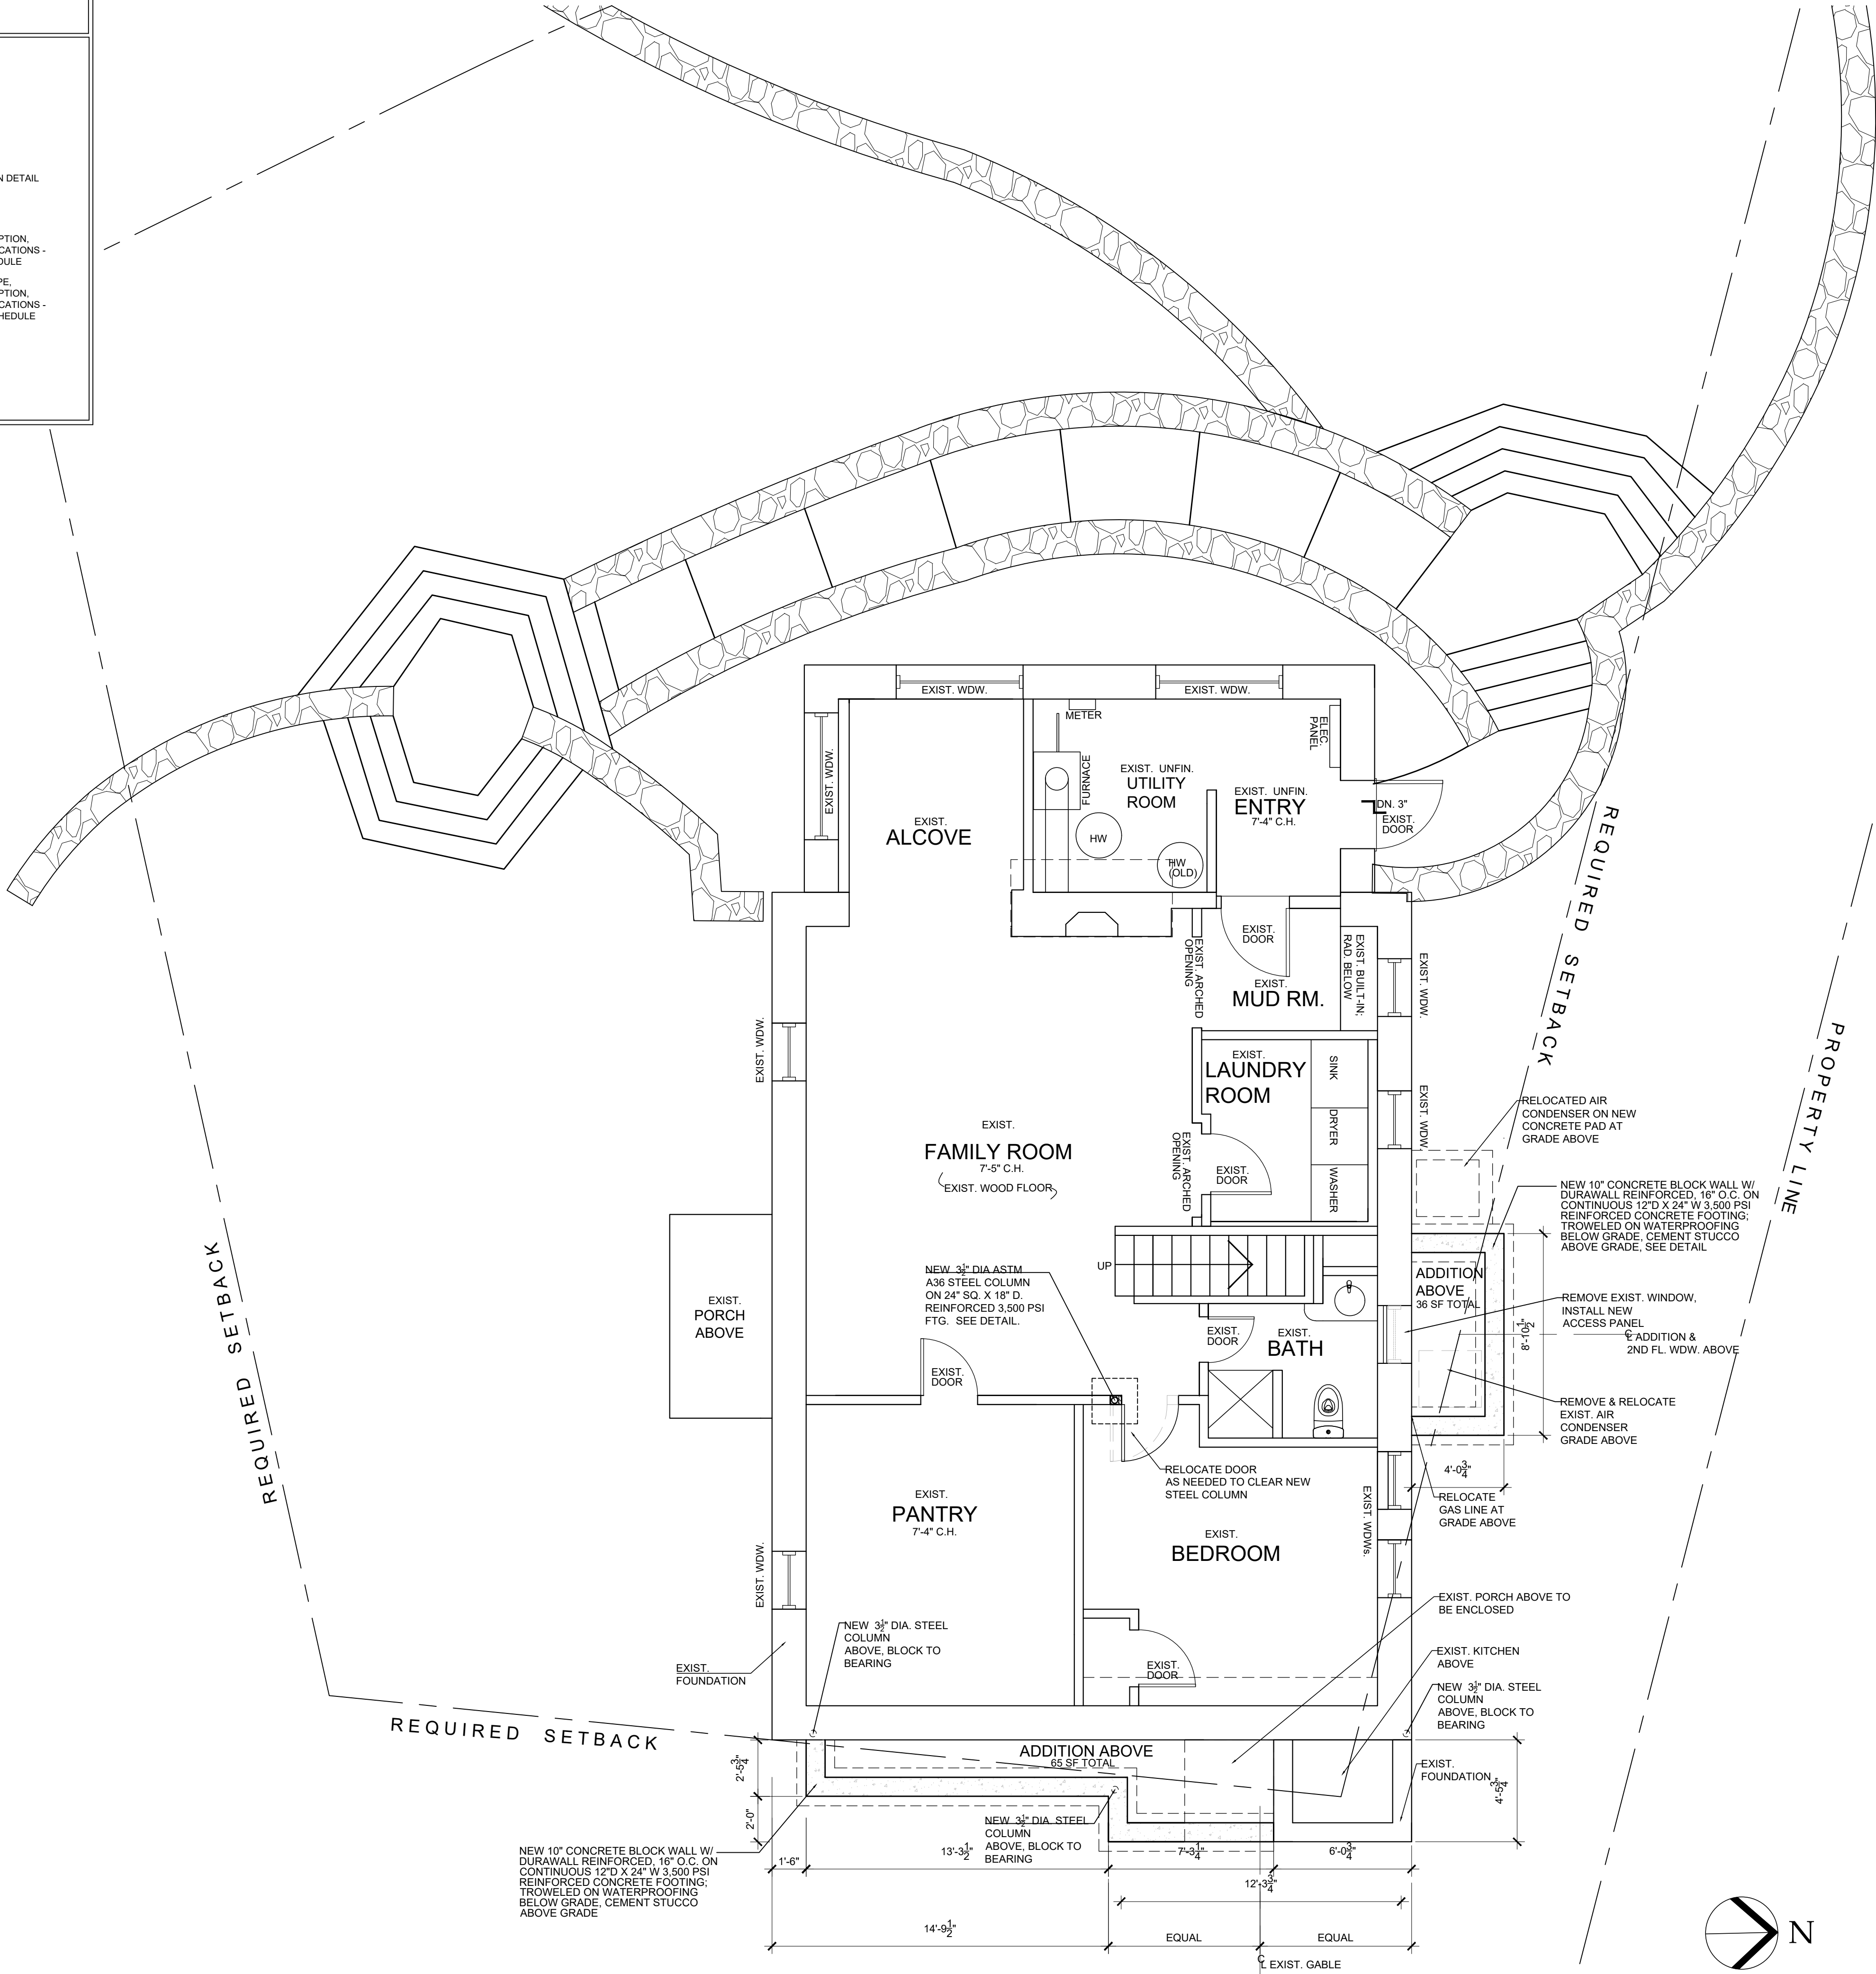 N DETAIL
PTION,
CATIONS -
DULE
PE,
PTION,
CATIONS -
HEDULE
EXIST. WDW.
EXIST. WDW.
METER
ELEC.
PANEL
EXIST. WDW.
FURNACE
EXIST. UNFIN.
UTILITY
ROOM
EXIST. UNFIN.
ENTRY
7'-4" C.H.
DN. 3"
EXIST.
DOOR
EXIST.
ALCOVE
HW
HW
(OLD)
REQUIRED SETBACK
EXIST.
DOOR
EXIST. ARCHED
OPENING
EXIST. BUILT-IN;
RAD. BELOW
EXIST. WDW.
EXIST.
MUD RM.
EXIST. WDW.
PROPERTY LINE
EXIST.
LAUNDRY
ROOM
SINK
DRYER
WASHER
EXIST. WDW.
RELOCATED AIR
CONDENSER ON NEW
CONCRETE PAD AT
GRADE ABOVE
EXIST.
FAMILY ROOM
7'-5" C.H.
EXIST. WOOD FLOOR
EXIST. ARCHED
OPENING
EXIST.
DOOR
NEW 10" CONCRETE BLOCK WALL W/
DURAWALL REINFORCED, 16" O.C. ON
CONTINUOUS 12"D X 24" W 3,500 PSI
REINFORCED CONCRETE FOOTING;
TROWELED ON WATERPROOFING
BELOW GRADE, CEMENT STUCCO
ABOVE GRADE, SEE DETAIL
REQUIRED SETBACK
UP
NEW 3½" DIA ASTM
A36 STEEL COLUMN
ON 24" SQ. X 18" D.
REINFORCED 3,500 PSI
FTG. SEE DETAIL.
ADDITION
ABOVE
36 SF TOTAL
REMOVE EXIST. WINDOW,
INSTALL NEW
ACCESS PANEL
EXIST.
PORCH
ABOVE
8'-10½"
℄ ADDITION &
2ND FL. WDW. ABOVE
EXIST.
DOOR
EXIST.
BATH
EXIST.
DOOR
REMOVE & RELOCATE
EXIST. AIR
CONDENSER
GRADE ABOVE
4'-0¾"
RELOCATE DOOR
AS NEEDED TO CLEAR NEW
STEEL COLUMN
RELOCATE
GAS LINE AT
GRADE ABOVE
EXIST.
PANTRY
7'-4" C.H.
EXIST. WDWs.
EXIST.
BEDROOM
EXIST. WDW.
EXIST. PORCH ABOVE TO
BE ENCLOSED
NEW 3½" DIA. STEEL
COLUMN
ABOVE, BLOCK TO
BEARING
EXIST.
FOUNDATION
EXIST.
DOOR
EXIST. KITCHEN
ABOVE
NEW 3½" DIA. STEEL
COLUMN
ABOVE, BLOCK TO
BEARING
REQUIRED SETBACK
ADDITION ABOVE
65 SF TOTAL
2'-5¾"
EXIST.
FOUNDATION
4'-5¾"
2'-0"
NEW 3½" DIA. STEEL
COLUMN
ABOVE, BLOCK TO
BEARING
NEW 10" CONCRETE BLOCK WALL W/
DURAWALL REINFORCED, 16" O.C. ON
CONTINUOUS 12"D X 24" W 3,500 PSI
REINFORCED CONCRETE FOOTING;
TROWELED ON WATERPROOFING
BELOW GRADE, CEMENT STUCCO
ABOVE GRADE
1'-6"
13'-3½"
7'-3¼"
6'-0¾"
12'-3¾"
14'-9½"
EQUAL
EQUAL
℄ EXIST. GABLE
N